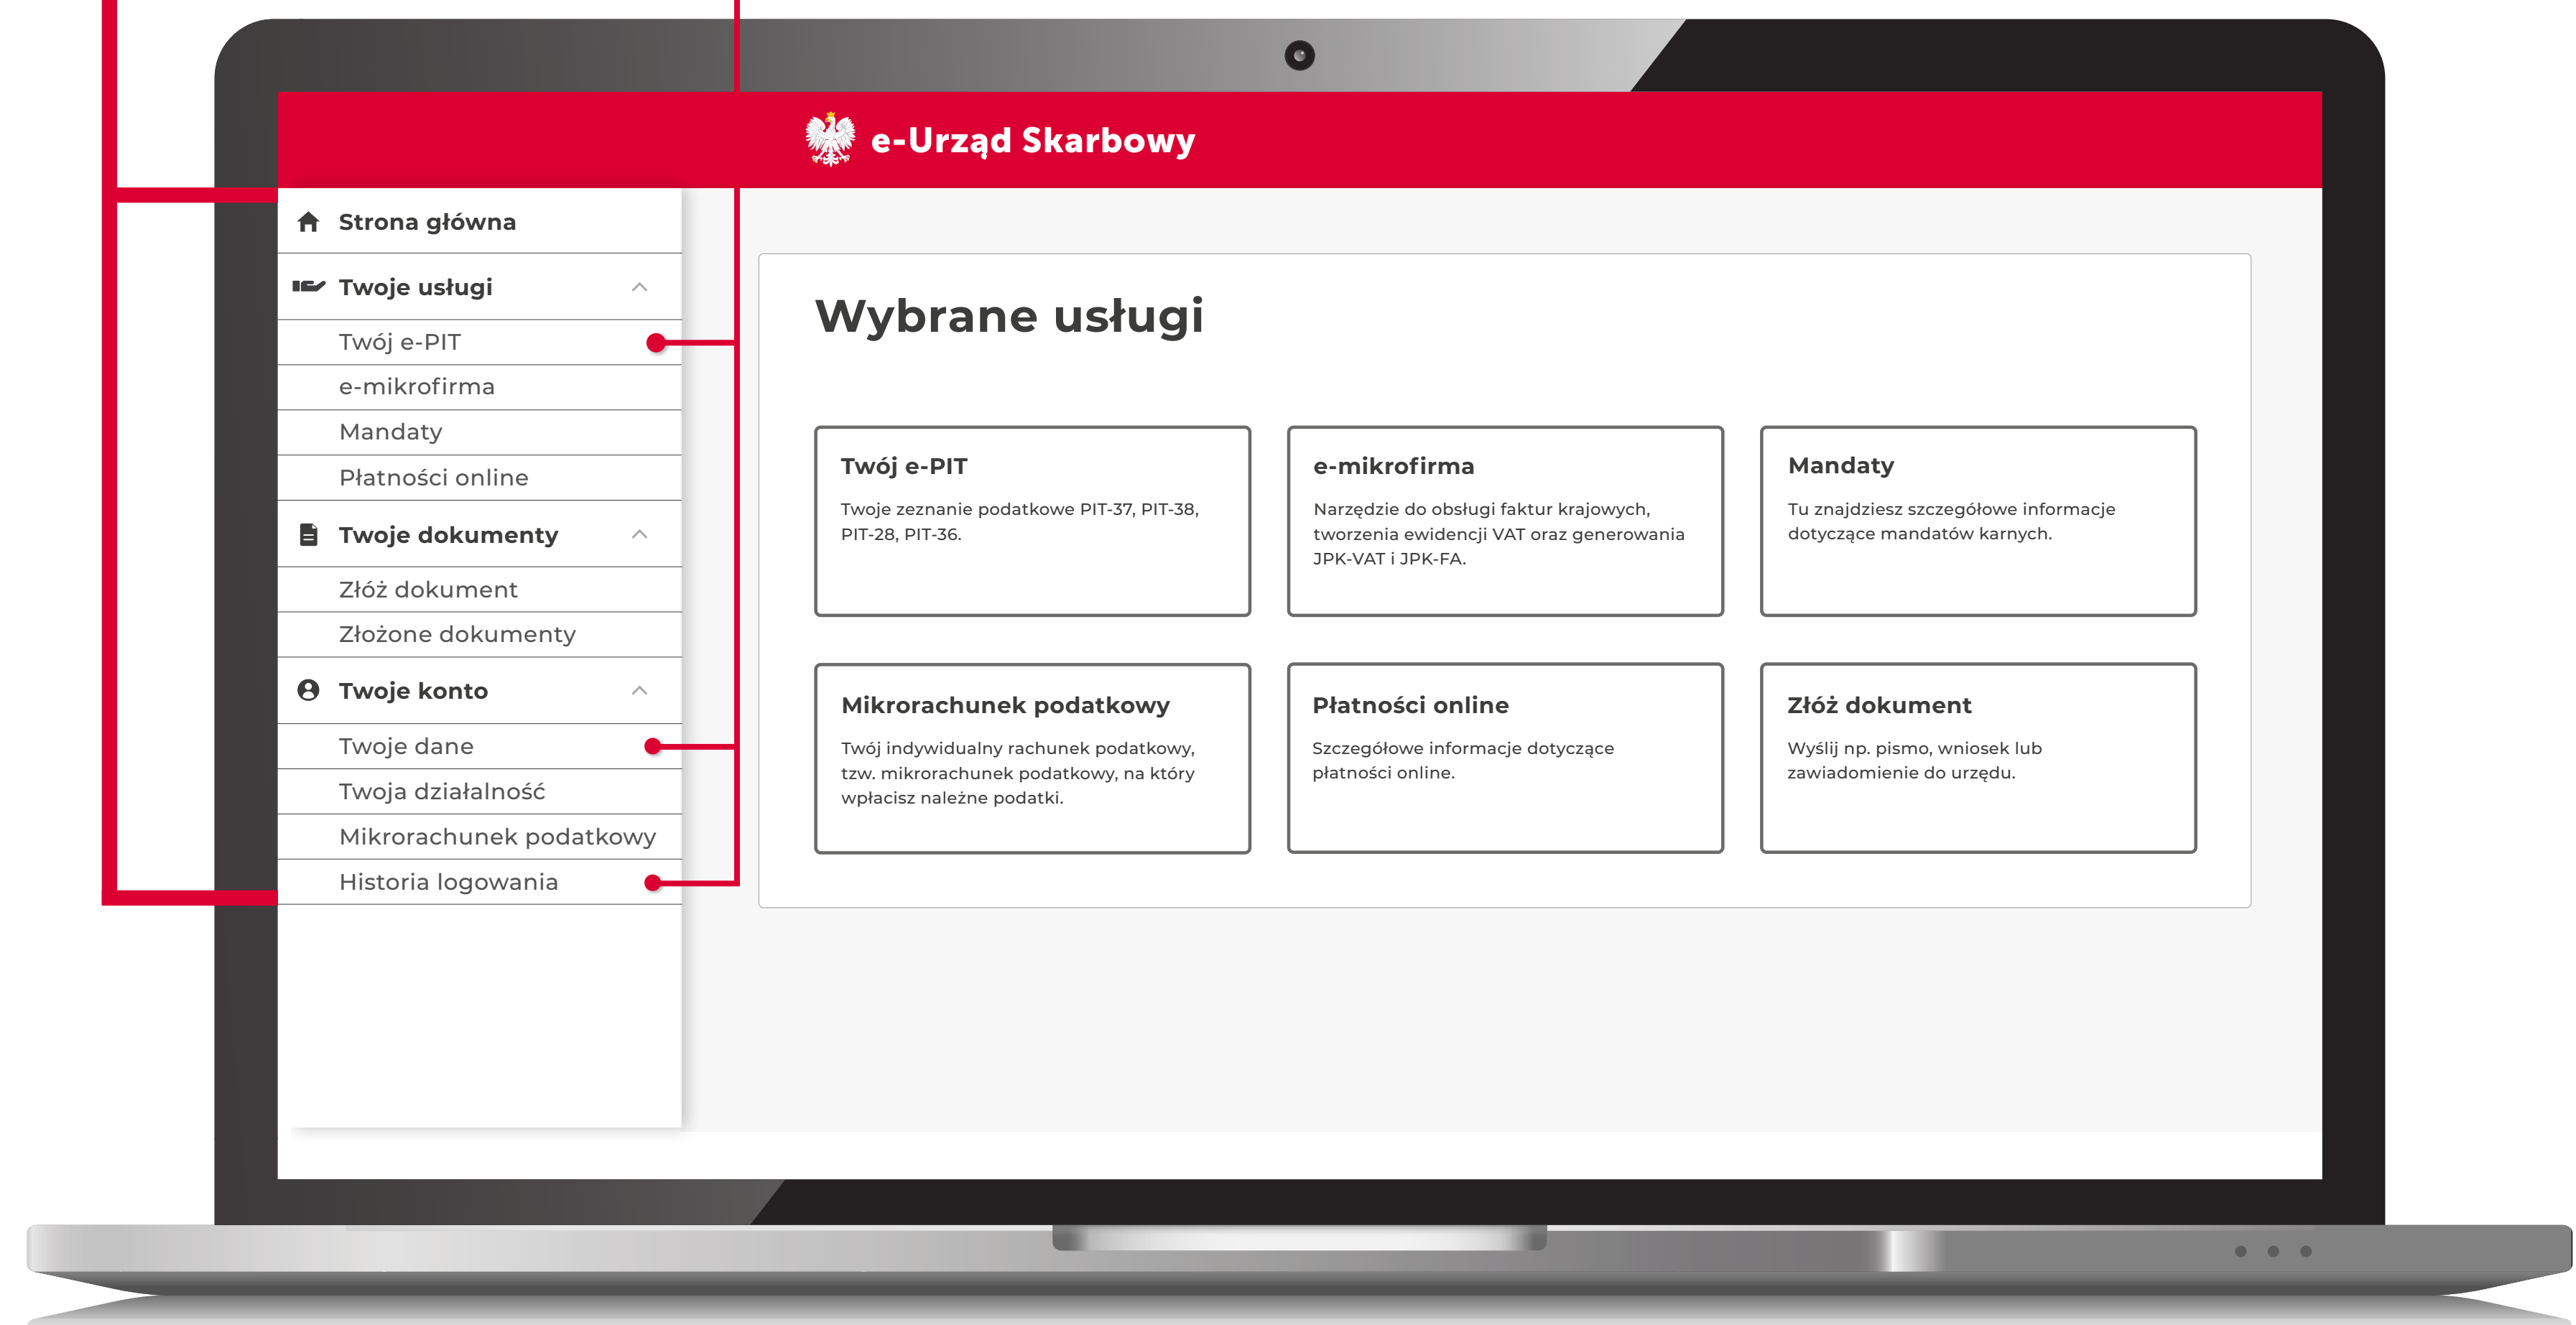 e-Urząd Skarbowy
Strona główna
Twoje usługi
Twój e-PIT
e-mikrofirma
Mandaty
Płatności online
Twoje dokumenty
Złóż dokument
Złożone dokumenty
Twoje konto
Twoje dane
Twoja działalność
Mikrorachunek podatkowy
Historia logowania
Wybrane usługi
Twój e-PIT
Twoje zeznanie podatkowe PIT-37, PIT-38,
PIT-28, PIT-36.
e-mikrofirma
Narzędzie do obsługi faktur krajowych,
tworzenia ewidencji VAT oraz generowania
JPK-VAT i JPK-FA.
Mandaty
Tu znajdziesz szczegółowe informacje
dotyczące mandatów karnych.
Mikrorachunek podatkowy
Twój indywidualny rachunek podatkowy,
tzw. mikrorachunek podatkowy, na który
wpłacisz należne podatki.
Płatności online
Szczegółowe informacje dotyczące
płatności online.
Złóż dokument
Wyślij np. pismo, wniosek lub
zawiadomienie do urzędu.